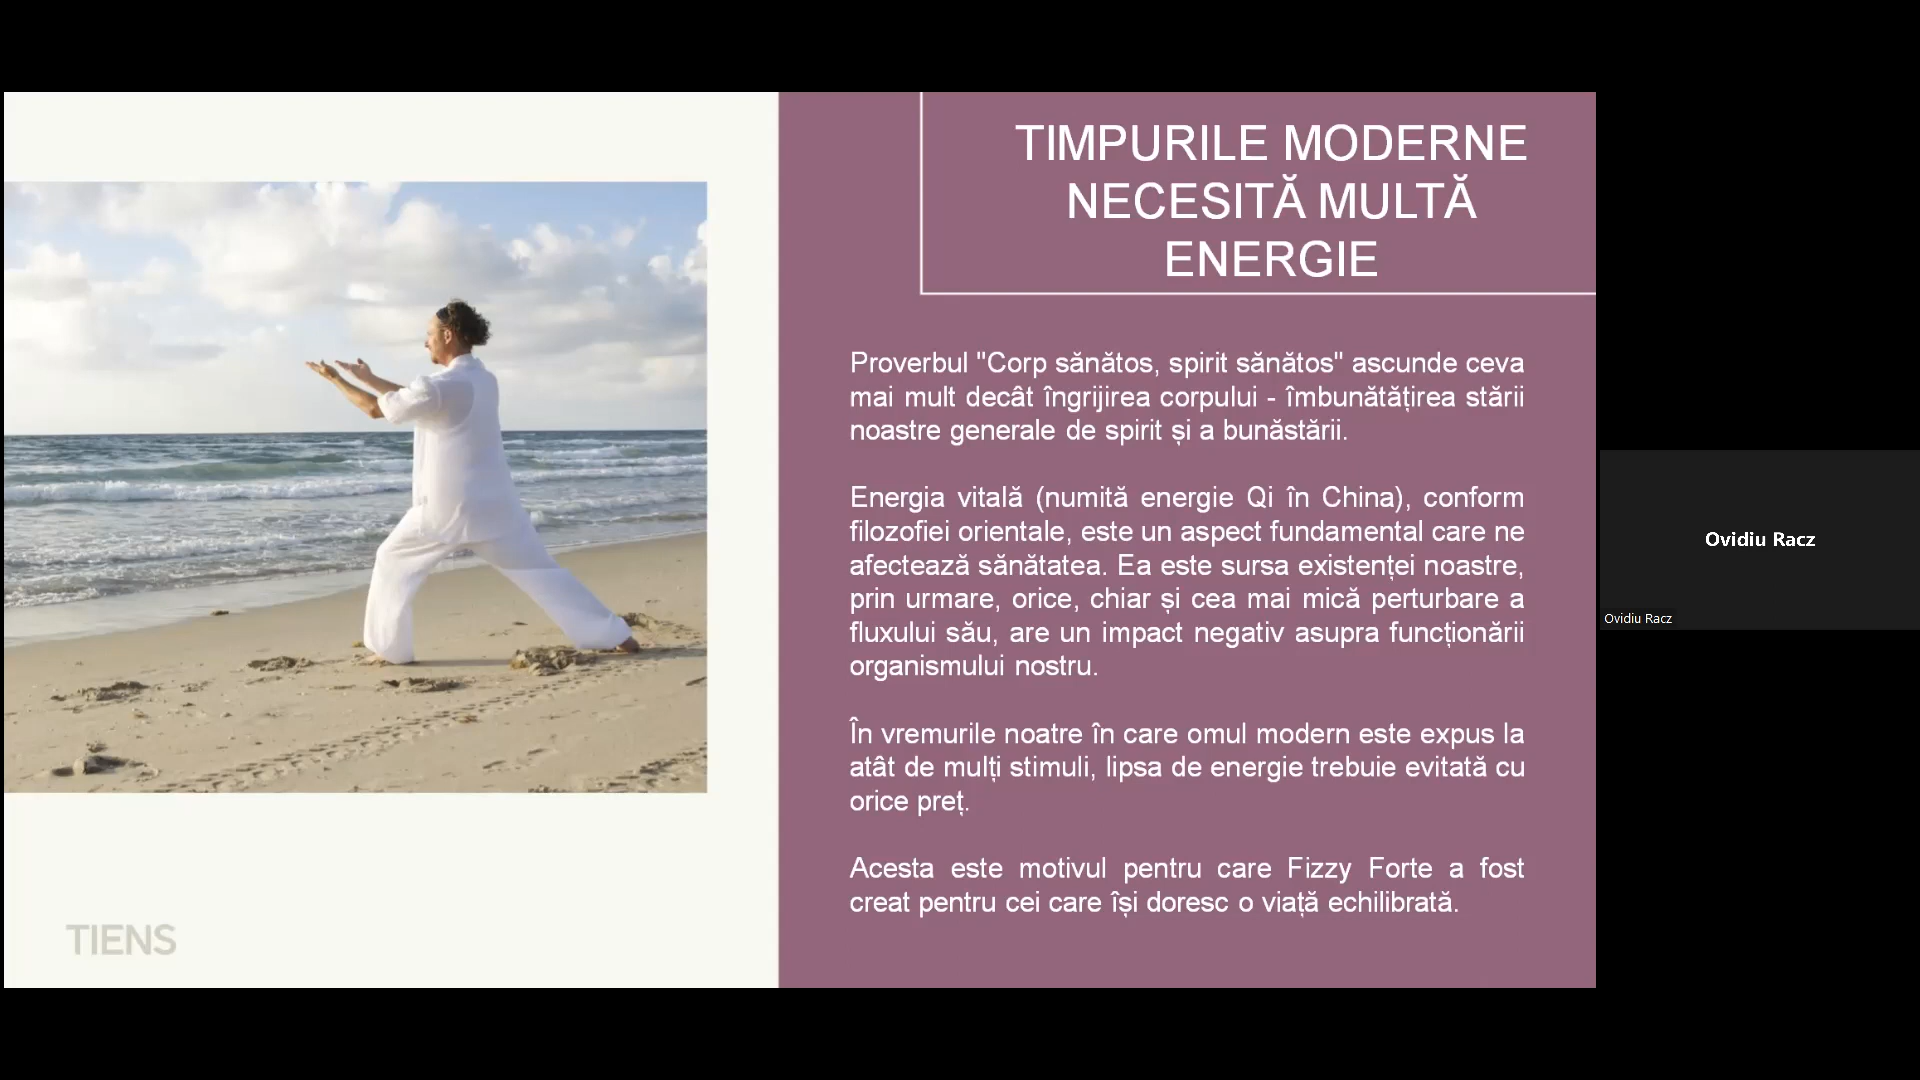 TIMPURILE MODERNE
NECESITĂ MULTĂ
ENERGIE
Proverbul "Corp sănătos, spirit sănătos" ascunde ceva
mai mult decât îngrijirea corpului - îmbunătățirea stării
noastre generale de spirit și a bunăstării.
Energia vitală (numită energie Qi în China), conform
filozofiei orientale, este un aspect fundamental care ne
afectează sănătatea. Ea este sursa existenței noastre,
prin urmare, orice, chiar și cea mai mică perturbare a
fluxului său, are un impact negativ asupra funcționării
organismului nostru.
În vremurile noatre în care omul modern este expus la
atât de mulți stimuli, lipsa de energie trebuie evitată cu
orice preț.
Acesta este motivul pentru care Fizzy Forte a fost
creat pentru cei care își doresc o viață echilibrată.
TIENS
Ovidiu Racz
Ovidiu Racz